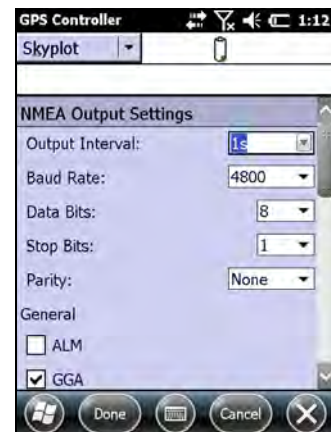 GPS Controller 1:12
Skyplot
NMEA Output Settings
Output Interval: 1s
Baud Rate: 4800
Data Bits: 8
Stop Bits: 1
Parity: None
General
ALM
GGA
Done Cancel